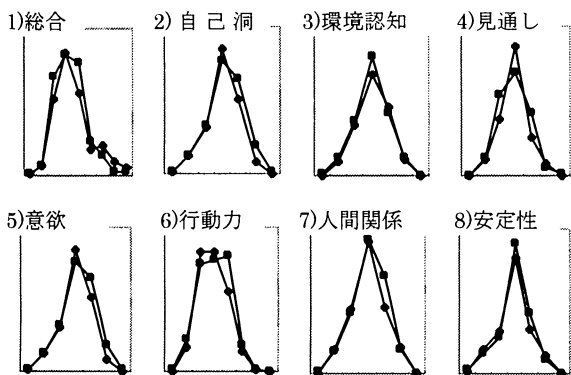 1)総合
2)自己洞
3)環境認知
4)見通し
5)意欲
6)行動力
7)人間関係
8)安定性